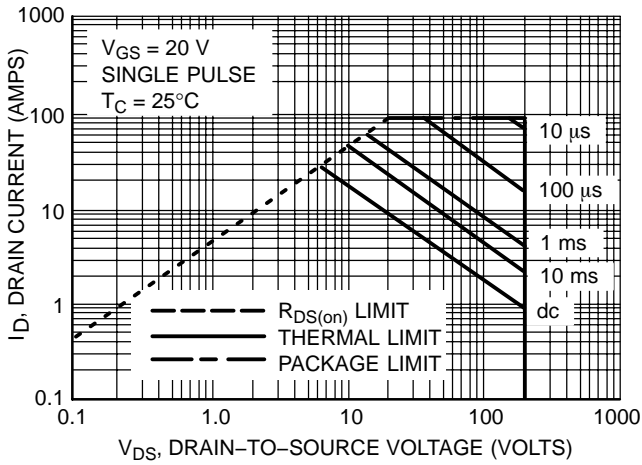 1000
100
10
1
0.1
I_D, DRAIN CURRENT (AMPS)
V_GS = 20 V
SINGLE PULSE
T_C = 25°C
10 µs
100 µs
1 ms
10 ms
dc
R_DS(on) LIMIT
THERMAL LIMIT
PACKAGE LIMIT
0.1 1.0 10 100 1000
V_DS, DRAIN−TO−SOURCE VOLTAGE (VOLTS)